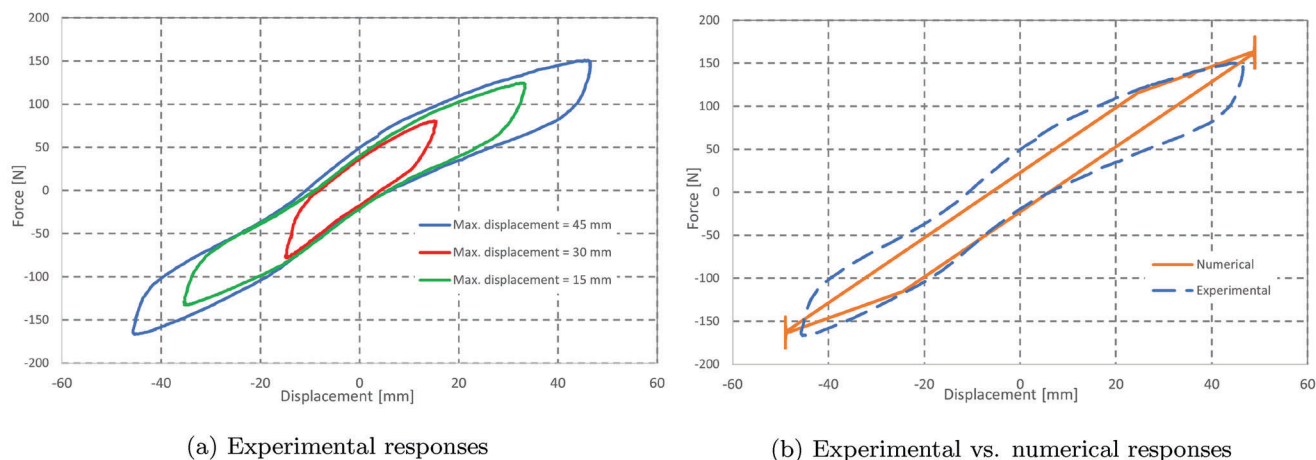 200
150
100
50
0
-50
-100
-150
-200
Force [N]
-60 -40 -20 0 20 40 60
Displacement [mm]
Max. displacement = 45 mm
Max. displacement = 30 mm
Max. displacement = 15 mm
(a) Experimental responses
200
150
100
50
0
-50
-100
-150
-200
Force [N]
-60 -40 -20 0 20 40 60
Displacement [mm]
Numerical
Experimental
(b) Experimental vs. numerical responses